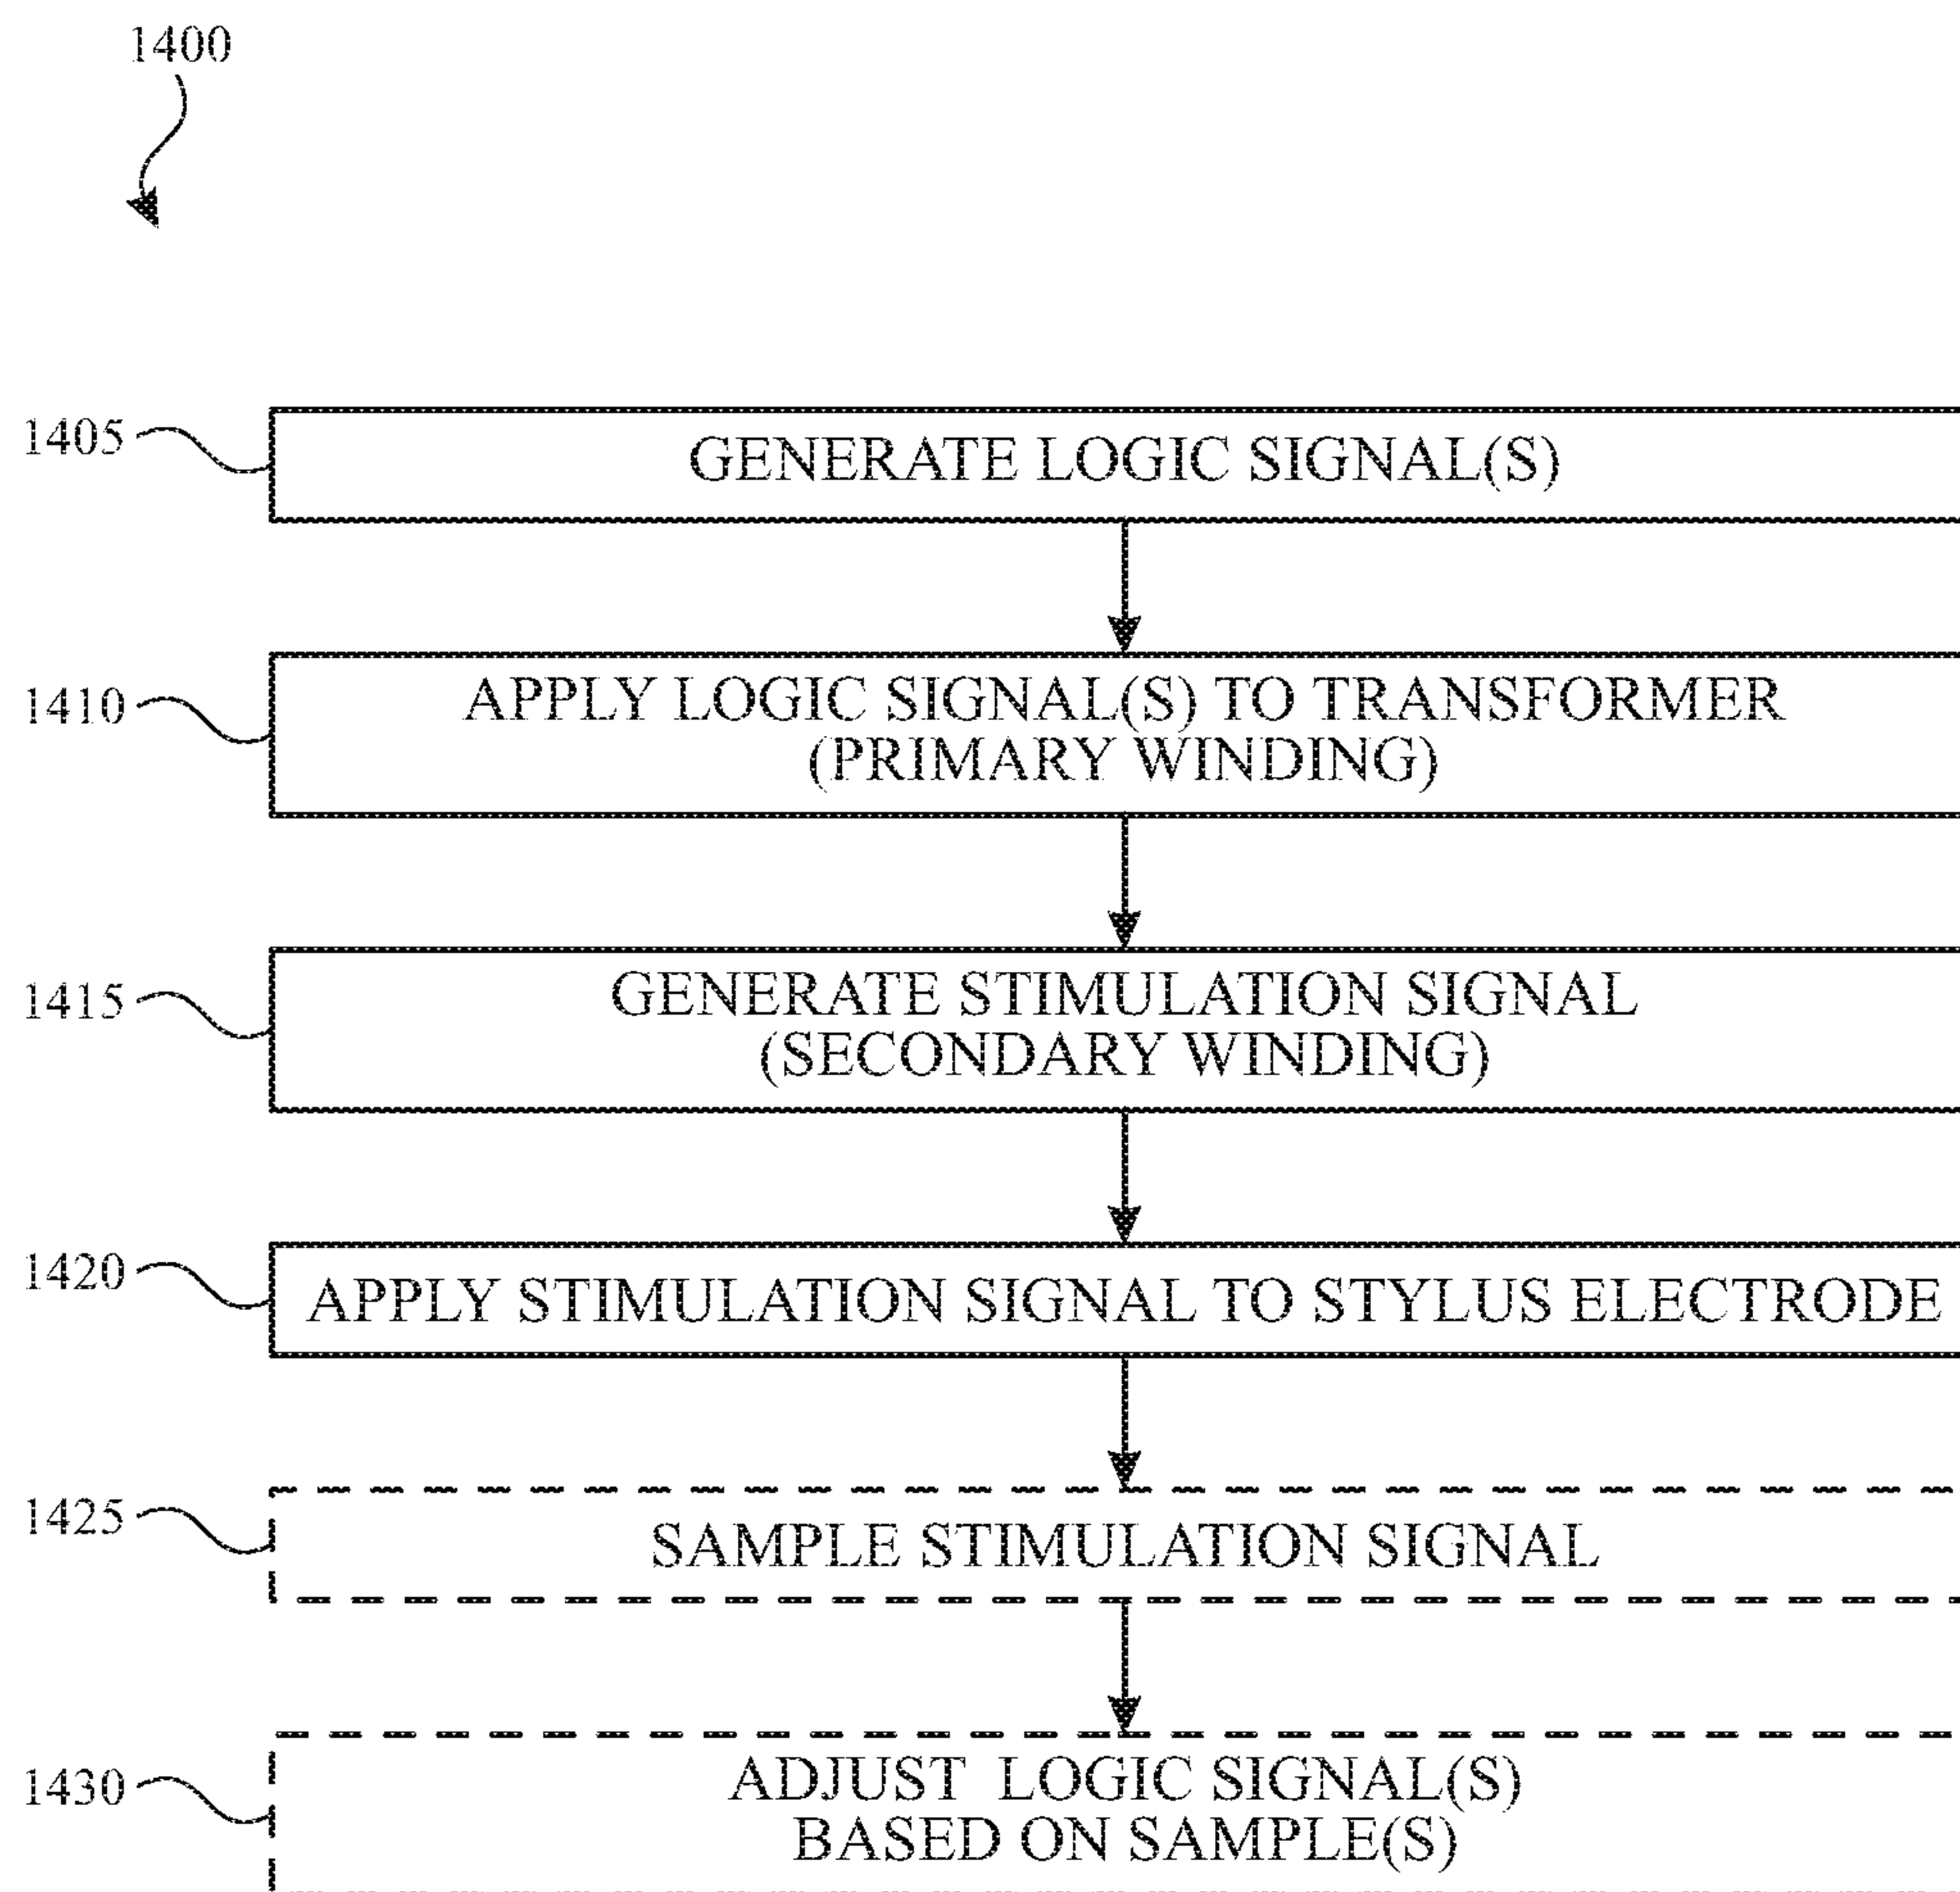 1400
1405
GENERATE LOGIC SIGNAL(S)
1410
APPLY LOGIC SIGNAL(S) TO TRANSFORMER
(PRIMARY WINDING)
1415
GENERATE STIMULATION SIGNAL
(SECONDARY WINDING)
1420
APPLY STIMULATION SIGNAL TO STYLUS ELECTRODE
1425
SAMPLE STIMULATION SIGNAL
1430
ADJUST LOGIC SIGNAL(S)
BASED ON SAMPLE(S)